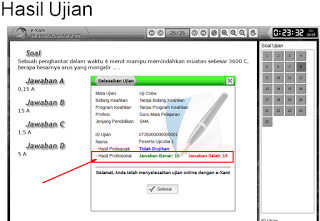 Hasil Ujian
e-Xam
25 / 25
0:23:32
Soal
Soal Ujian
Sebuah penghantar dalam waktu 4 menit mampu memindahkan muatan sebesar 3600 C,
berapa besarnya arus yang mengalir ....
Jawaban A
0,15 A
Jawaban B
15 A
Jawaban C
1,5 A
Jawaban D
5 A
Selesaikan Ujian
Mata Ujian Uji Coba
Bidang Keahlian Tanpa Bidang Keahlian
Program Keahlian Tanpa Program Keahlian
Profesi Guru Mata Pelajaran
Jenjang Pendidikan SMA
ID Ujian
Nama Peserta Ujicoba 1
- Hasil Pedagogik Tidak Diujikan
- Hasil Profesional Jawaban Benar: 10 Jawaban Salah: 15
Selamat, Anda telah menyelesaikan ujian online dengan e-Xam!
Selesai